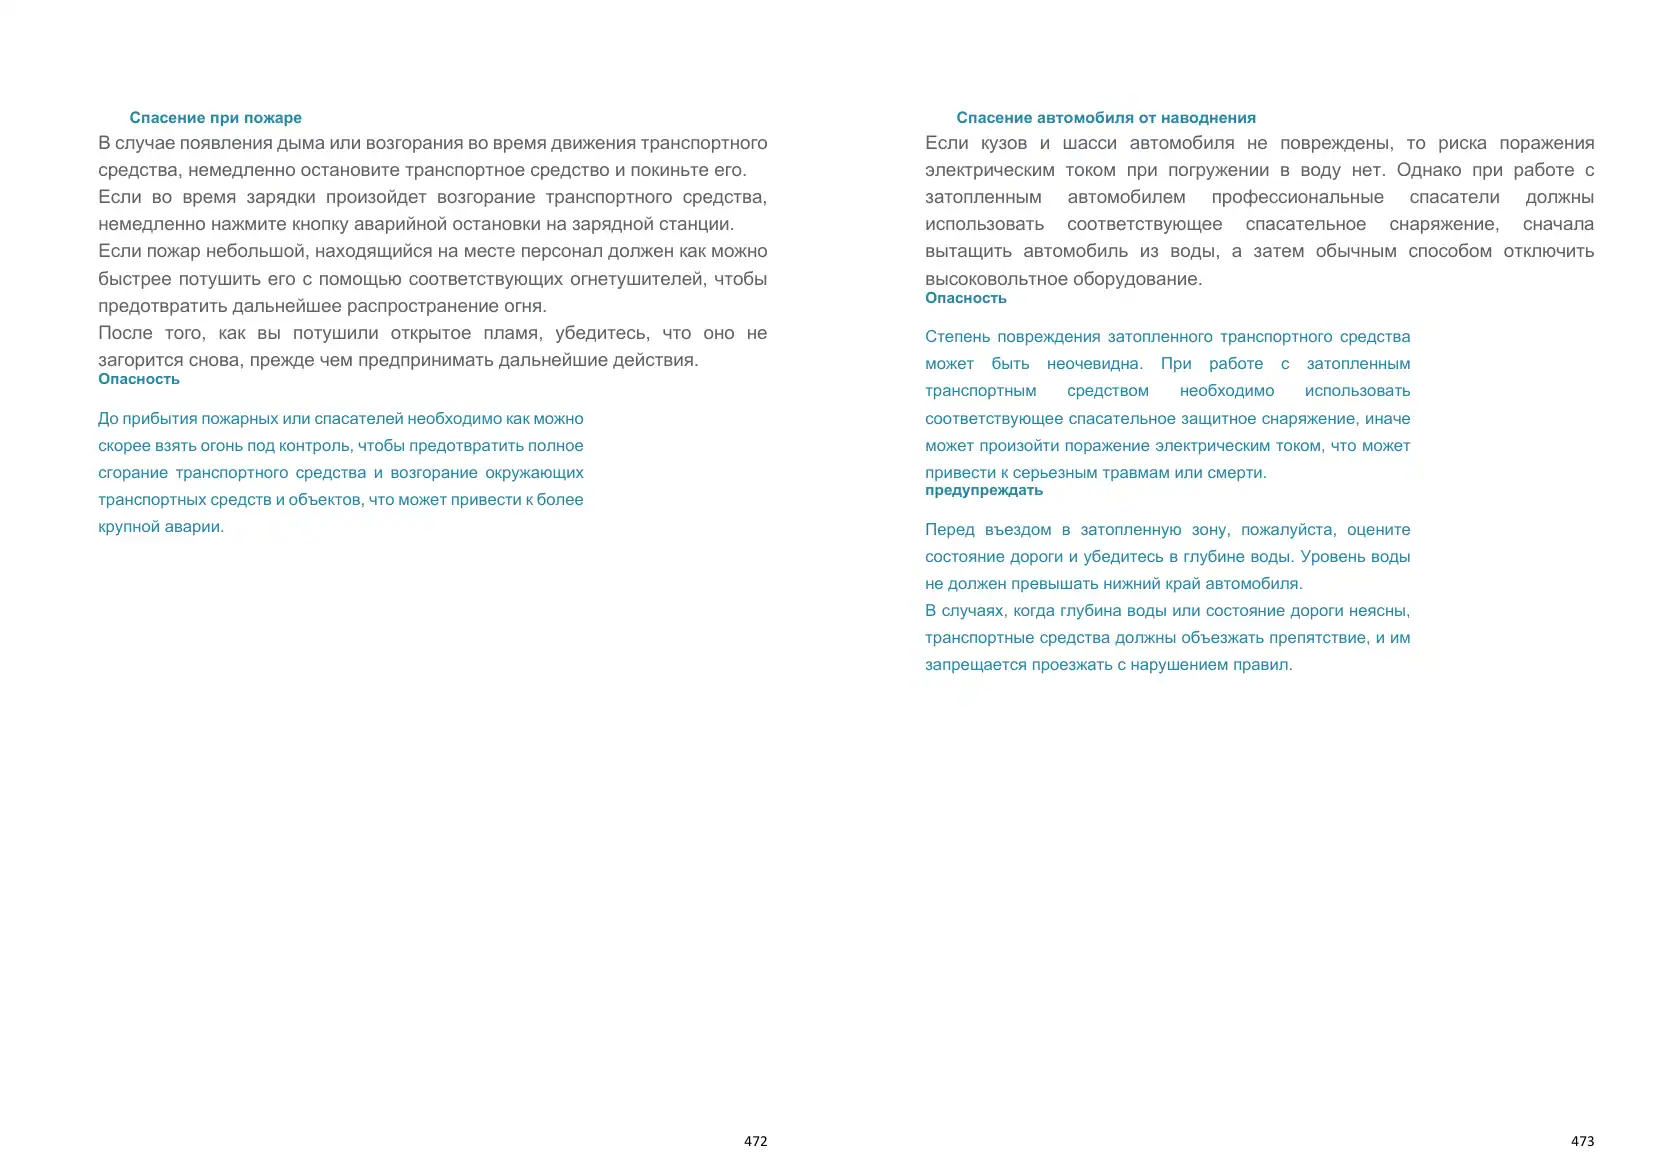 Спасение при пожаре
В случае появления дыма или возгорания во время движения транспортного
средства, немедленно остановите транспортное средство и покиньте его.
Если во время зарядки произойдет возгорание транспортного средства,
немедленно нажмите кнопку аварийной остановки на зарядной станции.
Если пожар небольшой, находящийся на месте персонал должен как можно
быстрее потушить его с помощью соответствующих огнетушителей, чтобы
предотвратить дальнейшее распространение огня.
После того, как вы потушили открытое пламя, убедитесь, что оно не
загорится снова, прежде чем предпринимать дальнейшие действия.
Опасность
До прибытия пожарных или спасателей необходимо как можно
скорее взять огонь под контроль, чтобы предотвратить полное
сгорание транспортного средства и возгорание окружающих
транспортных средств и объектов, что может привести к более
крупной аварии.
472
Спасение автомобиля от наводнения
Если кузов и шасси автомобиля не повреждены, то риска поражения
электрическим током при погружении в воду нет. Однако при работе с
затопленным автомобилем профессиональные спасатели должны
использовать соответствующее спасательное снаряжение, сначала
вытащить автомобиль из воды, а затем обычным способом отключить
высоковольтное оборудование.
Опасность
Степень повреждения затопленного транспортного средства
может быть неочевидна. При работе с затопленным
транспортным средством необходимо использовать
соответствующее спасательное защитное снаряжение, иначе
может произойти поражение электрическим током, что может
привести к серьезным травмам или смерти.
предупреждать
Перед въездом в затопленную зону, пожалуйста, оцените
состояние дороги и убедитесь в глубине воды. Уровень воды
не должен превышать нижний край автомобиля.
В случаях, когда глубина воды или состояние дороги неясны,
транспортные средства должны объезжать препятствие, и им
запрещается проезжать с нарушением правил.
473